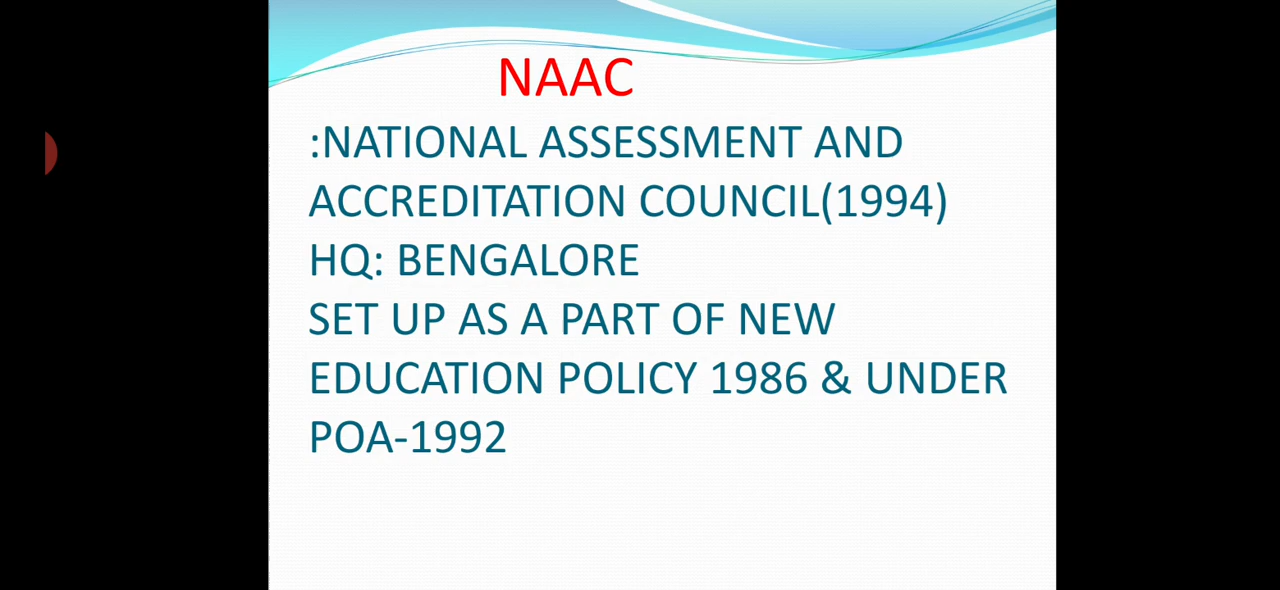 NAAC
:NATIONAL ASSESSMENT AND
ACCREDITATION COUNCIL(1994)
HQ: BENGALORE
SET UP AS A PART OF NEW
EDUCATION POLICY 1986 & UNDER
POA-1992